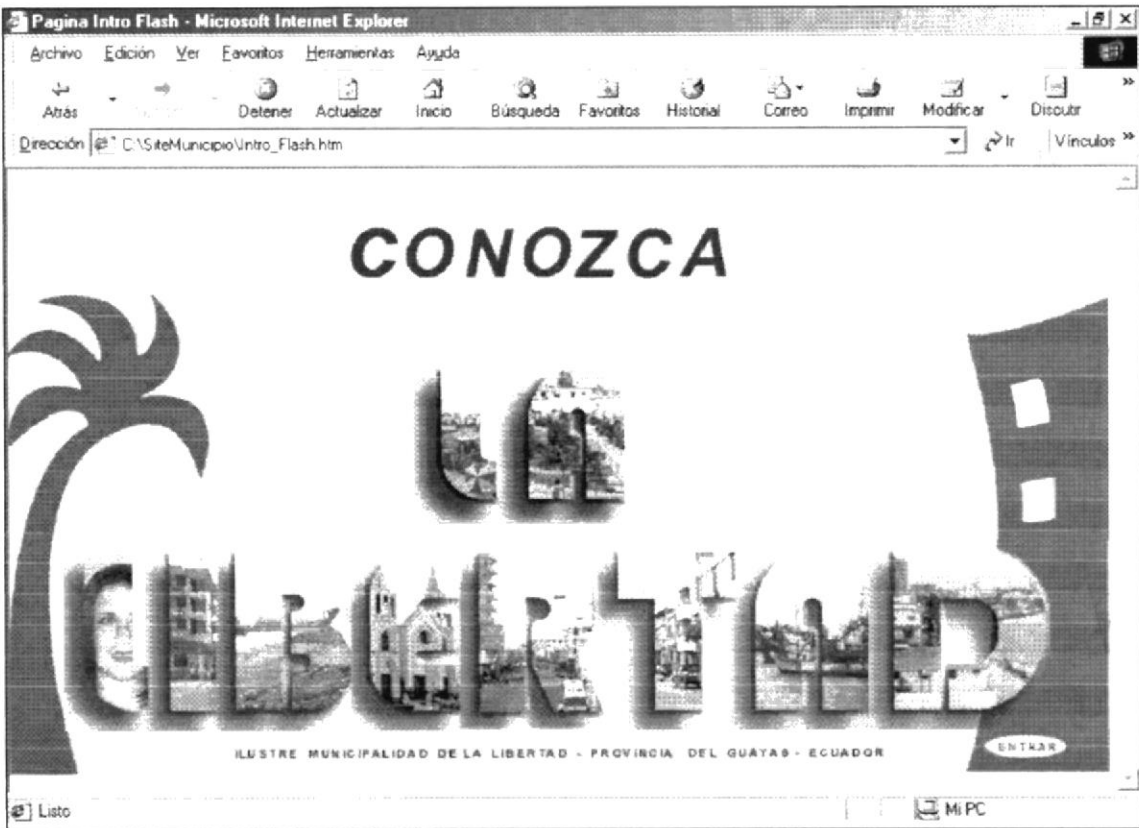 Pagina Intro Flash - Microsoft Internet Explorer
Archivo Edición Ver Favoritos Herramientas Ayuda
Atrás Detener Actualizar Inicio Búsqueda Favoritos Historial Correo Imprimir Modificar Discutir
Dirección C:\SiteMunicipio\Intro_Flash.htm Ir Vínculos
CONOZCA
La
LIBERTAD
ILUSTRE MUNICIPALIDAD DE LA LIBERTAD - PROVINCIA DEL GUAYAS - ECUADOR
ENTRAR
Listo Mi PC